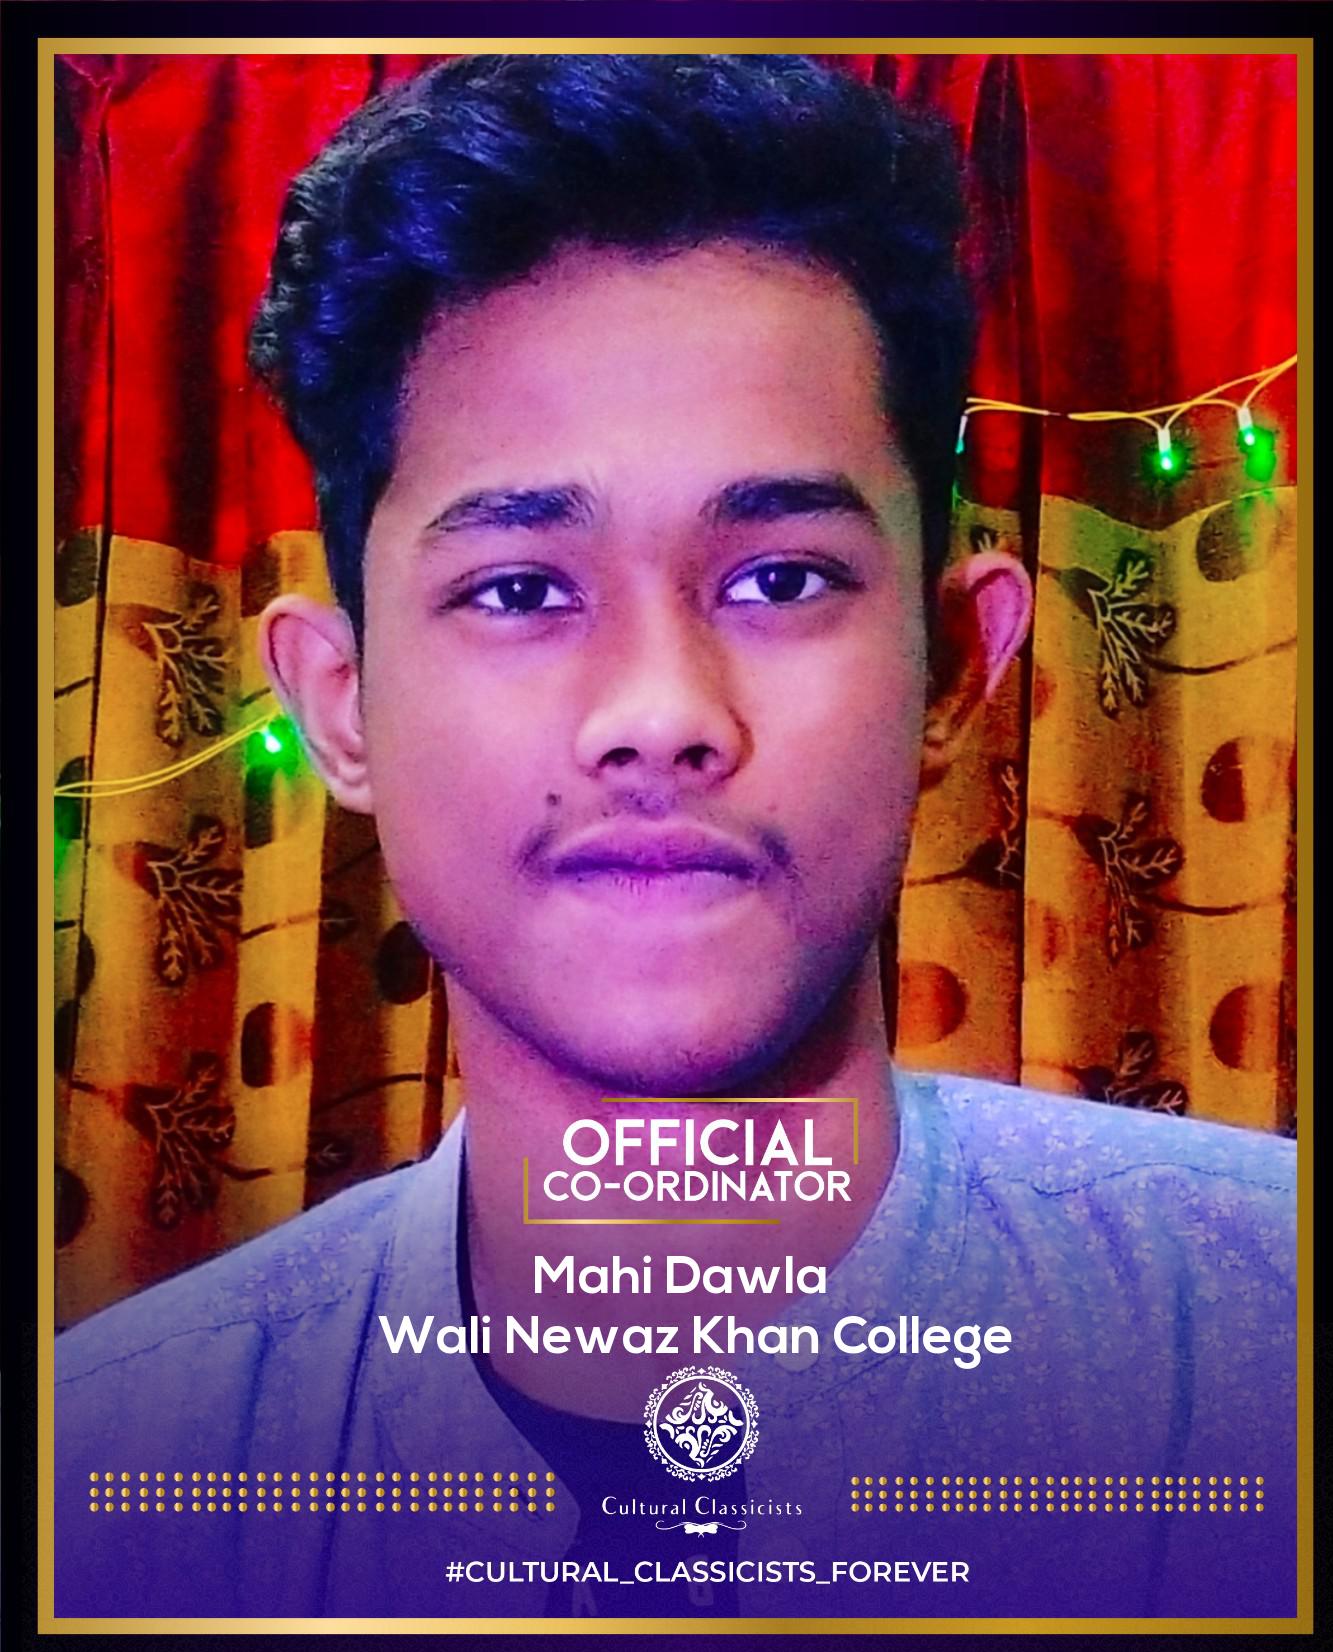 OFFICIAL
CO-ORDINATOR
Mahi Dawla
Wali Newaz Khan College
Cultural Classicists
#CULTURAL_CLASSICISTS_FOREVER